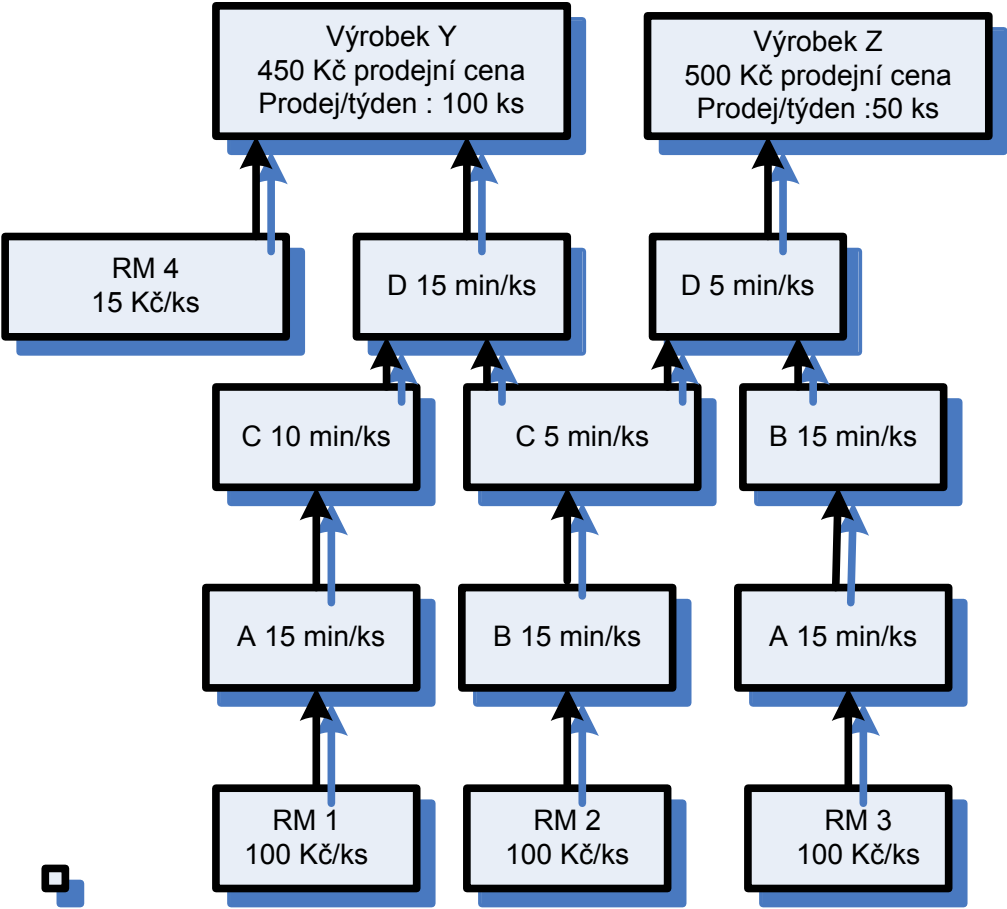 Výrobek Y
450 Kč prodejní cena
Prodej/týden : 100 ks
Výrobek Z
500 Kč prodejní cena
Prodej/týden :50 ks
RM 4
15 Kč/ks
D 15 min/ks
D 5 min/ks
C 10 min/ks
C 5 min/ks
B 15 min/ks
A 15 min/ks
B 15 min/ks
A 15 min/ks
RM 1
100 Kč/ks
RM 2
100 Kč/ks
RM 3
100 Kč/ks